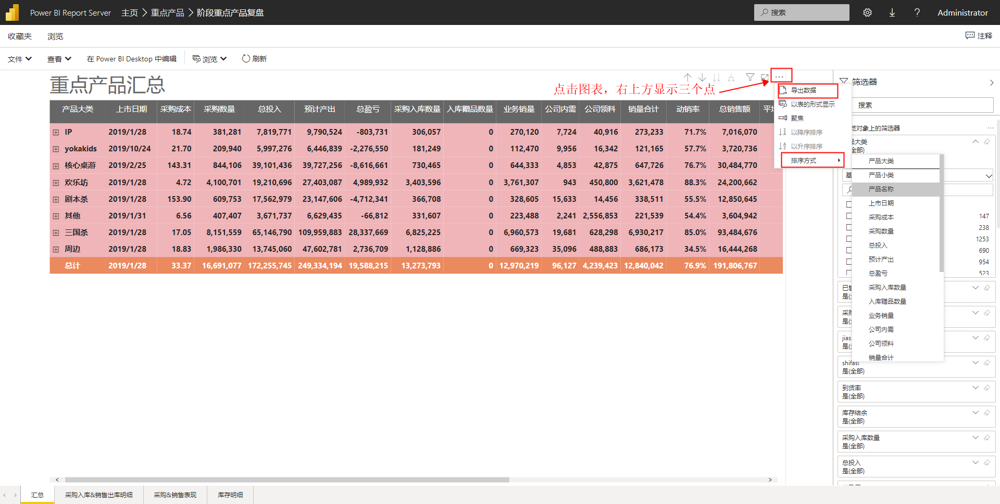 Power BI Report Server 主页 重点产品 阶段重点产品复盘 搜索 ? Administrator
收藏夹 浏览 注释
文件 查看 在 Power BI Desktop 中编辑 浏览 刷新
重点产品汇总
点击图表，右上方显示三个点
产品大类 上市日期 采购成本 采购数量 总投入 预计产出 总盈亏 采购入库数量 入库赠品数量 业务销量 公司内需 公司领料 销量合计 动销率 总销售额
IP 2019/1/28 18.74 381,281 7,819,771 9,790,524 -803,731 306,057 0 270,120 7,724 40,916 273,233 71.7% 7,016,070
yokakids 2019/10/24 21.70 209,940 5,997,276 6,446,839 -2,276,550 181,249 0 112,470 9,956 16,342 121,165 57.7% 3,720,736
核心桌游 2019/2/25 143.31 844,106 39,101,436 39,727,256 -8,616,661 730,465 0 644,333 4,853 42,875 647,726 76.7% 30,484,770
欢乐坊 2019/1/28 4.72 4,100,701 19,210,696 27,403,087 4,989,932 3,403,596 0 3,761,307 943 450,800 3,621,478 88.3% 24,200,662
剧本杀 2019/1/28 153.90 609,753 17,562,979 23,147,606 -4,712,341 366,708 0 328,605 15,633 14,456 338,511 55.5% 12,850,645
其他 2019/1/31 6.56 407,407 3,671,737 6,629,435 -66,812 331,607 0 223,488 2,241 2,556,853 221,539 54.4% 3,604,942
三国杀 2019/1/28 17.05 8,151,559 65,146,790 109,959,883 28,337,669 6,825,225 0 6,960,573 19,681 628,298 6,930,217 85.0% 93,484,676
周边 2019/1/28 18.83 1,986,330 13,745,060 47,602,781 2,736,709 1,128,886 0 669,323 35,096 488,883 686,173 34.5% 16,444,268
总计 2019/1/28 33.37 16,691,077 172,255,745 249,334,194 19,588,215 13,273,793 0 12,970,219 96,127 4,239,423 12,840,042 76.9% 191,806,767
导出数据
以表的形式显示
聚焦
以降序排序
以升序排序
排序方式
产品大类
产品小类
产品名称
上市日期
采购成本
采购数量
总投入
预计产出
总盈亏
采购入库数量
入库赠品数量
业务销量
公司内需
公司领料
销量合计
筛选器
搜索
觉对象上的筛选器
品大类
(全部)
147
238
1253
690
954
523
shifasi
是(全部)
到货率
是(全部)
库存结余
是(全部)
采购入库数量
是(全部)
总投入
是(全部)
汇总 采购入库&销售出库明细 采购&销售表现 库存明细